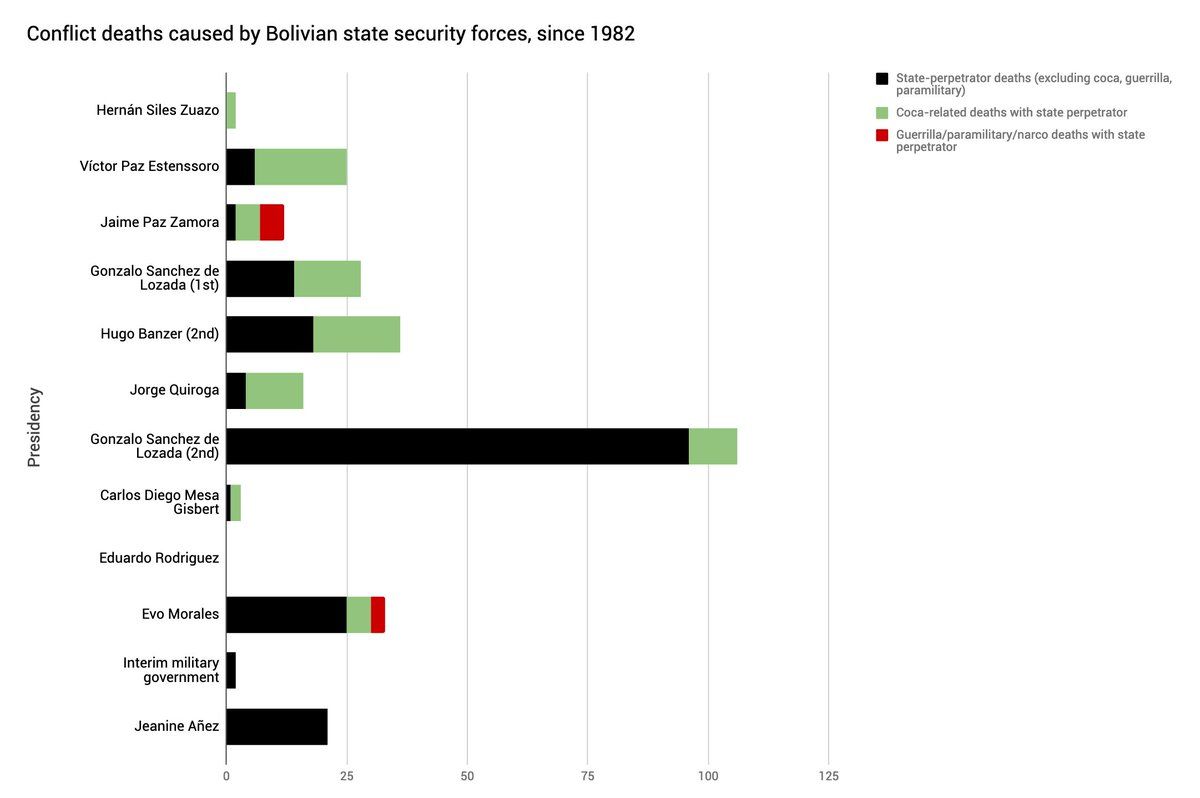 Conflict deaths caused by Bolivian state security forces, since 1982
State-perpetrator deaths (excluding coca, guerrilla,
paramilitary)
Coca-related deaths with state perpetrator
Guerrilla/paramilitary/narco deaths with state
perpetrator
Presidency
Hernán Siles Zuazo
Víctor Paz Estenssoro
Jaime Paz Zamora
Gonzalo Sanchez de
Lozada (1st)
Hugo Banzer (2nd)
Jorge Quiroga
Gonzalo Sanchez de
Lozada (2nd)
Carlos Diego Mesa
Gisbert
Eduardo Rodriguez
Evo Morales
Interim military
government
Jeanine Añez
0 25 50 75 100 125